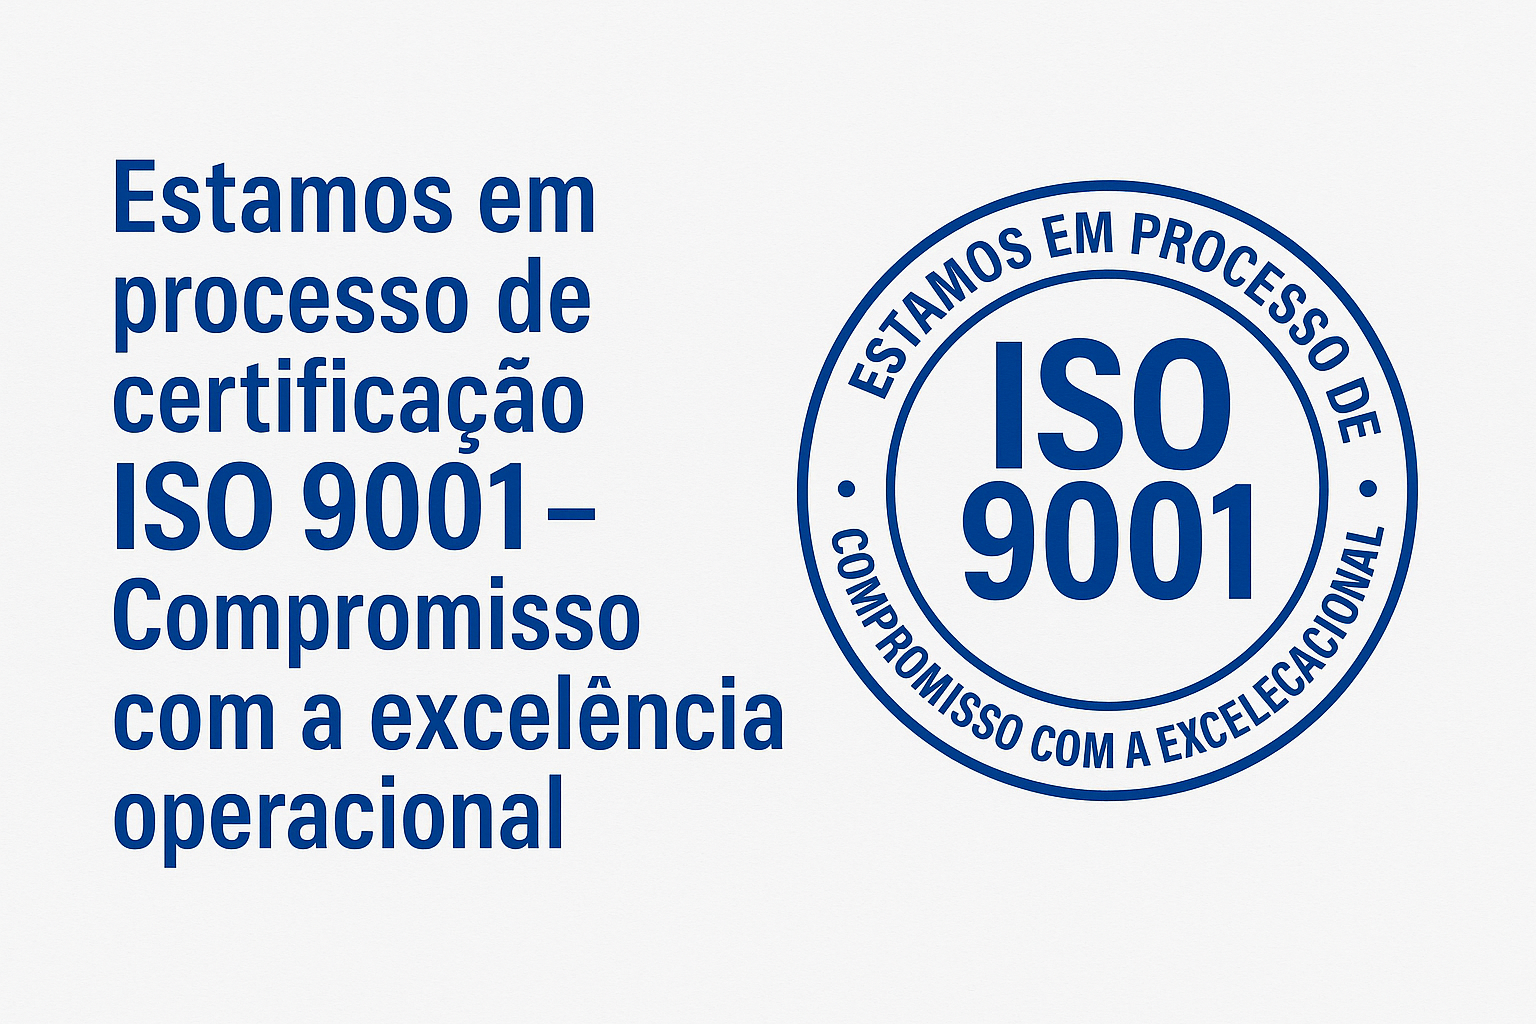 Estamos em
processo de
certificação
ISO 9001 –
Compromisso
com a excelência
operacional
ESTAMOS EM PROCESSO DE
ISO
9001
COMPROMISSO COM A EXCELECACIONAL